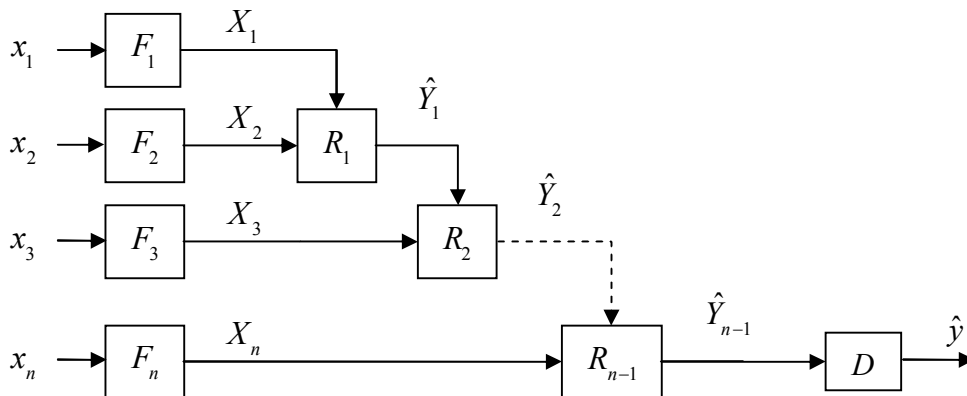 x₁ F₁ X₁
x₂ F₂ X₂ R₁ Ŷ₁
x₃ F₃ X₃ R₂ Ŷ₂
xₙ Fₙ Xₙ Rₙ₋₁ Ŷₙ₋₁ D ŷ